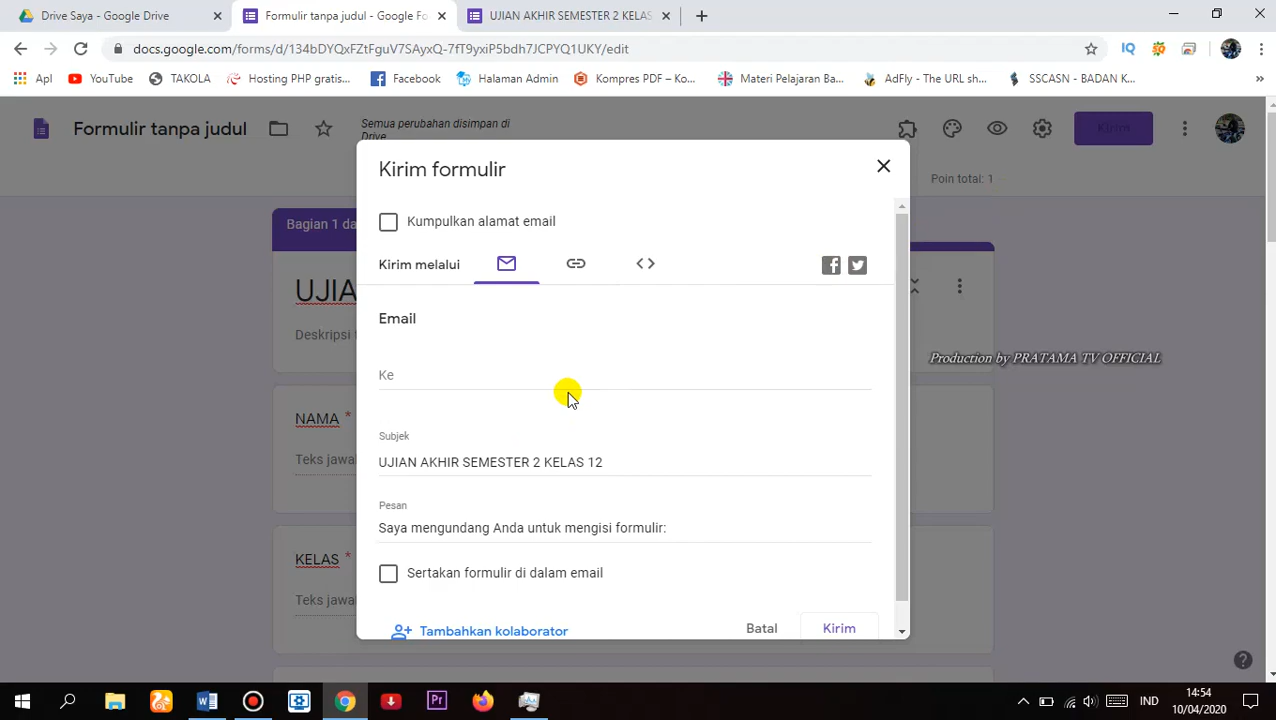 Drive Saya - Google Drive
Formulir tanpa judul - Google Fo
UJIAN AKHIR SEMESTER 2 KELAS
docs.google.com/forms/d/134bDYQxFZtFguV7SAyxQ-7fT9yxiP5bdh7JCPYQ1UKY/edit
IQ
Apl
YouTube
TAKOLA
Hosting PHP gratis...
Facebook
Halaman Admin
Kompres PDF – Ko...
Materi Pelajaran Ba...
AdFly - The URL sh...
SSCASN - BADAN K...
»
Formulir tanpa judul
Semua perubahan disimpan di
Drive
Kirim
Poin total: 1
Kirim formulir
Kumpulkan alamat email
Kirim melalui
Email
Ke
Subjek
UJIAN AKHIR SEMESTER 2 KELAS 12
Pesan
Saya mengundang Anda untuk mengisi formulir:
Sertakan formulir di dalam email
Tambahkan kolaborator
Batal
Kirim
Bagian 1 da
UJIA
Deskripsi
NAMA *
Teks jawa
KELAS *
Teks jawa
Production by PRATAMA TV OFFICIAL
Pr
IND
14:54
10/04/2020